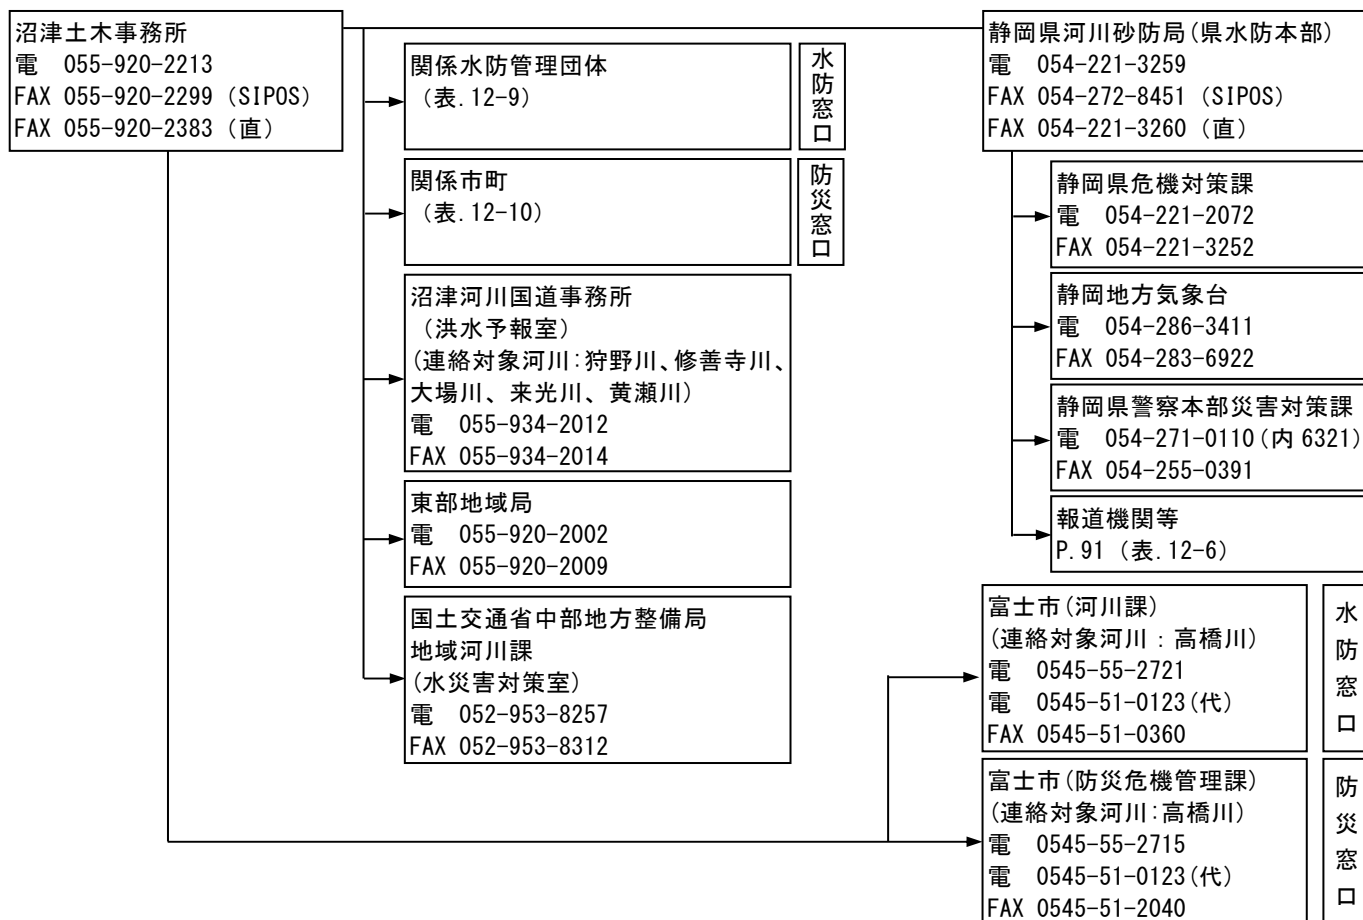 沼津土木事務所
電 055-920-2213
FAX 055-920-2299 (SIPOS)
FAX 055-920-2383 (直)
関係水防管理団体
(表.12-9)
水防窓口
関係市町
(表.12-10)
防災窓口
沼津河川国道事務所
(洪水予報室)
(連絡対象河川:狩野川、修善寺川、
大場川、来光川、黄瀬川)
電 055-934-2012
FAX 055-934-2014
東部地域局
電 055-920-2002
FAX 055-920-2009
国土交通省中部地方整備局
地域河川課
(水災害対策室)
電 052-953-8257
FAX 052-953-8312
静岡県河川砂防局(県水防本部)
電 054-221-3259
FAX 054-272-8451 (SIPOS)
FAX 054-221-3260 (直)
静岡県危機対策課
電 054-221-2072
FAX 054-221-3252
静岡地方気象台
電 054-286-3411
FAX 054-283-6922
静岡県警察本部災害対策課
電 054-271-0110(内 6321)
FAX 054-255-0391
報道機関等
P.91 (表.12-6)
富士市(河川課)
(連絡対象河川:高橋川)
電 0545-55-2721
電 0545-51-0123(代)
FAX 0545-51-0360
水防窓口
富士市(防災危機管理課)
(連絡対象河川:高橋川)
電 0545-55-2715
電 0545-51-0123(代)
FAX 0545-51-2040
防災窓口